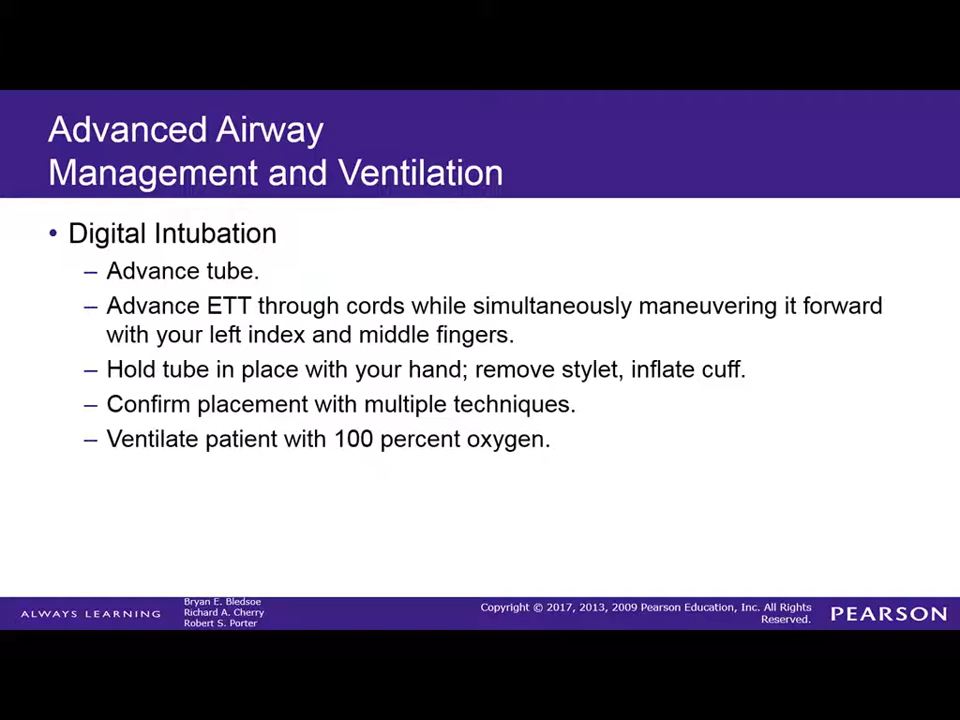 Advanced Airway
Management and Ventilation
• Digital Intubation
– Advance tube.
– Advance ETT through cords while simultaneously maneuvering it forward
with your left index and middle fingers.
– Hold tube in place with your hand; remove stylet, inflate cuff.
– Confirm placement with multiple techniques.
– Ventilate patient with 100 percent oxygen.
ALWAYS LEARNING
Bryan E. Bledsoe
Richard A. Cherry
Robert S. Porter
Copyright © 2017, 2013, 2009 Pearson Education, Inc. All Rights
Reserved.
PEARSON